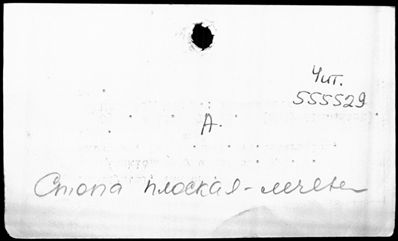 Чит.
555529
А.
Стопа плоская - лечение